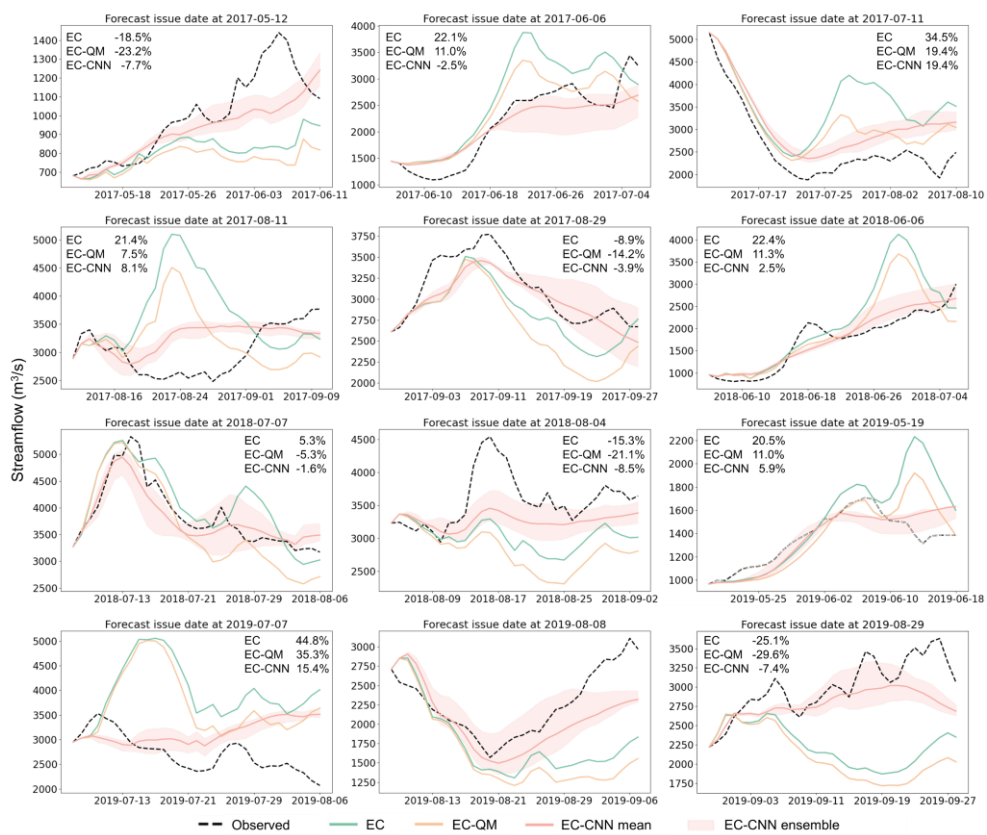 Forecast issue date at 2017-05-12
EC -18.5%
EC-QM -23.2%
EC-CNN -7.7%
1400
1300
1200
1100
1000
900
800
700
2017-05-18 2017-05-26 2017-06-03 2017-06-11
Forecast issue date at 2017-06-06
EC 22.1%
EC-QM 11.0%
EC-CNN -2.5%
4000
3500
3000
2500
2000
1500
1000
2017-06-10 2017-06-18 2017-06-26 2017-07-04
Forecast issue date at 2017-07-11
EC 34.5%
EC-QM 19.4%
EC-CNN 19.4%
5000
4500
4000
3500
3000
2500
2000
2017-07-17 2017-07-25 2017-08-02 2017-08-10
Forecast issue date at 2017-08-11
EC 21.4%
EC-QM 7.5%
EC-CNN 8.1%
5000
4500
4000
3500
3000
2500
2017-08-16 2017-08-24 2017-09-01 2017-09-09
Forecast issue date at 2017-08-29
EC -8.9%
EC-QM -14.2%
EC-CNN -3.9%
3750
3500
3250
3000
2750
2500
2250
2000
2017-09-03 2017-09-11 2017-09-19 2017-09-27
Forecast issue date at 2018-06-06
EC 22.4%
EC-QM 11.3%
EC-CNN 2.5%
4000
3500
3000
2500
2000
1500
1000
2018-06-10 2018-06-18 2018-06-26 2018-07-04
Streamflow (m³/s)
Forecast issue date at 2018-07-07
EC 5.3%
EC-QM -5.3%
EC-CNN -1.6%
5000
4500
4000
3500
3000
2500
2018-07-13 2018-07-21 2018-07-29 2018-08-06
Forecast issue date at 2018-08-04
EC -15.3%
EC-QM -21.1%
EC-CNN -8.5%
4500
4000
3500
3000
2500
2018-08-09 2018-08-17 2018-08-25 2018-09-02
Forecast issue date at 2019-05-19
EC 20.5%
EC-QM 11.0%
EC-CNN 5.9%
2200
2000
1800
1600
1400
1200
1000
2019-05-25 2019-06-02 2019-06-10 2019-06-18
Forecast issue date at 2019-07-07
EC 44.8%
EC-QM 35.3%
EC-CNN 15.4%
5000
4500
4000
3500
3000
2500
2000
2019-07-13 2019-07-21 2019-07-29 2019-08-06
Forecast issue date at 2019-08-08
3000
2750
2500
2250
2000
1750
1500
1250
2019-08-13 2019-08-21 2019-08-29 2019-09-06
Forecast issue date at 2019-08-29
EC -25.1%
EC-QM -29.6%
EC-CNN -7.4%
3500
3250
3000
2750
2500
2250
2000
1750
2019-09-03 2019-09-11 2019-09-19 2019-09-27
Observed EC EC-QM EC-CNN mean EC-CNN ensemble